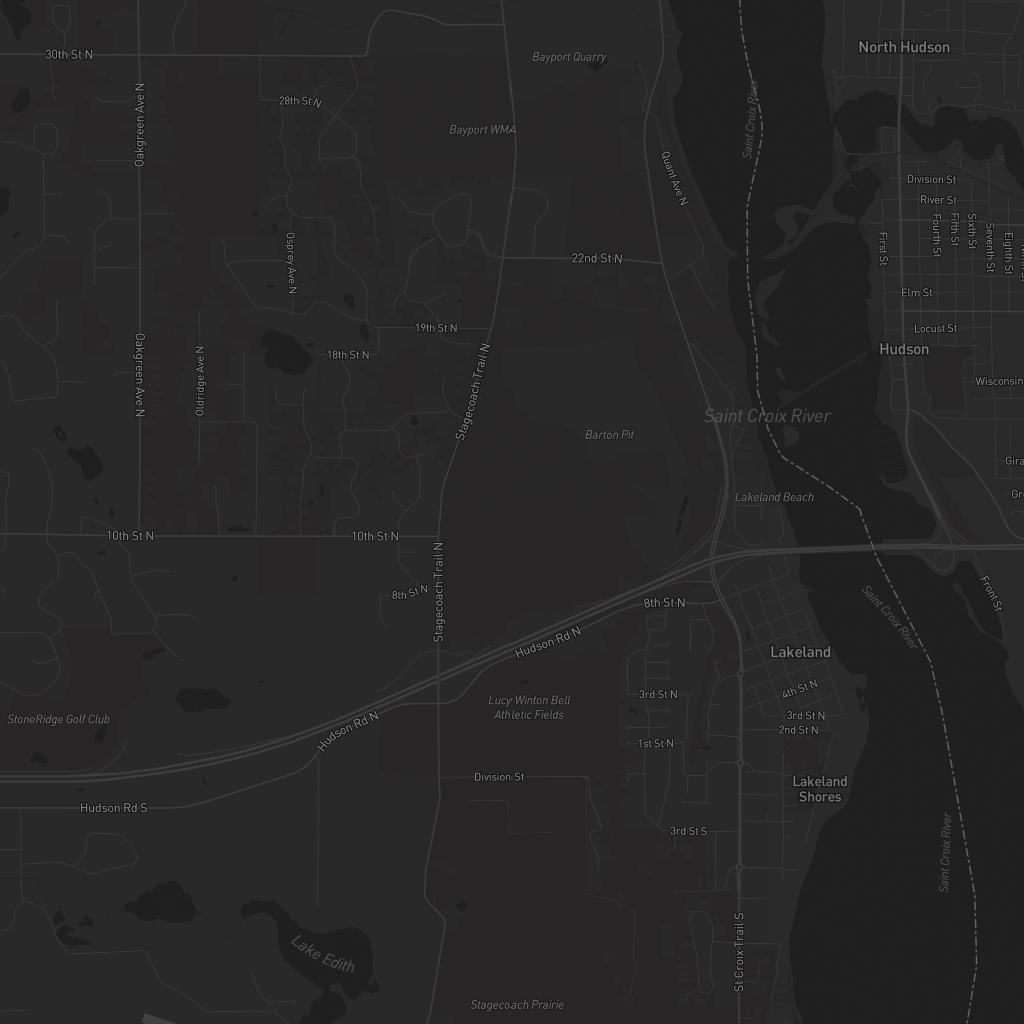 North Hudson
30th St N
Bayport Quarry
28th St N
Oakgreen Ave N
Saint Croix River
Bayport WMA
Quant Ave N
Division St
River St
First St
Fourth St
Fifth St
Sixth St
Seventh St
Eighth St
Osprey Ave N
22nd St N
Elm St
19th St N
Locust St
Hudson
18th St N
Oakgreen Ave N
Oldridge Ave N
Stagecoach Trail N
Wisconsin
Saint Croix River
Barton Pit
Gira
Lakeland Beach
Gr
10th St N
10th St N
Stagecoach Trail N
8th St N
8th St N
Front St
Saint Croix River
Hudson Rd N
Lakeland
3rd St N
4th St N
Lucy Winton Bell
Athletic Fields
3rd St N
StoneRidge Golf Club
Hudson Rd N
2nd St N
1st St N
Division St
Lakeland
Shores
Hudson Rd S
3rd St S
Saint Croix River
Lake Edith
St Croix Trail S
Stagecoach Prairie